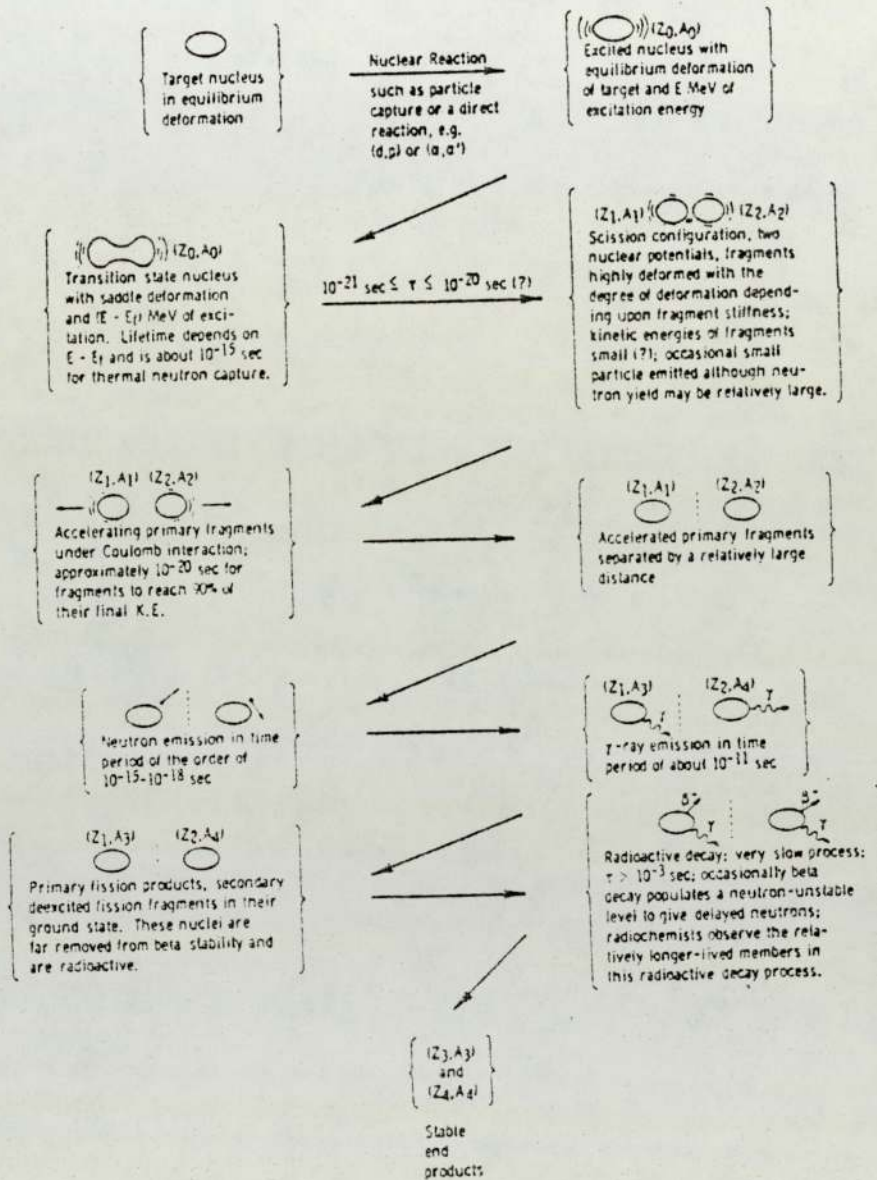 Target nucleus
in equilibrium
deformation
Nuclear Reaction
such as particle
capture or a direct
reaction, e.g.
(d,p) or (α,α')
(Z₀,A₀)
Excited nucleus with
equilibrium deformation
of target and E MeV of
excitation energy
(Z₀,A₀)
Transition state nucleus
with saddle deformation
and (E - E_f) MeV of exci-
tation. Lifetime depends on
E - E_f and is about 10⁻¹⁵ sec
for thermal neutron capture.
10⁻²¹ sec ≤ τ ≤ 10⁻²⁰ sec (?)
(Z₁,A₁) (Z₂,A₂)
Scission configuration, two
nuclear potentials, fragments
highly deformed with the
degree of deformation depend-
ing upon fragment stiffness;
kinetic energies of fragments
small (?); occasional small
particle emitted although neu-
tron yield may be relatively large.
(Z₁,A₁) (Z₂,A₂)
Accelerating primary fragments
under Coulomb interaction;
approximately 10⁻²⁰ sec for
fragments to reach 90% of
their final K.E.
(Z₁,A₁) (Z₂,A₂)
Accelerated primary fragments
separated by a relatively large
distance
Neutron emission in time
period of the order of
10⁻¹⁵-10⁻¹⁸ sec
(Z₁,A₃) (Z₂,A₄)
γ
γ
γ-ray emission in time
period of about 10⁻¹¹ sec
(Z₁,A₃) (Z₂,A₄)
Primary fission products, secondary
deexcited fission fragments in their
ground state. These nuclei are
far removed from beta stability and
are radioactive.
β⁻ β⁻
γ γ
Radioactive decay; very slow process;
τ > 10⁻³ sec; occasionally beta
decay populates a neutron-unstable
level to give delayed neutrons;
radiochemists observe the rela-
tively longer-lived members in
this radioactive decay process.
(Z₃,A₃)
and
(Z₄,A₄)
Stable
end
products